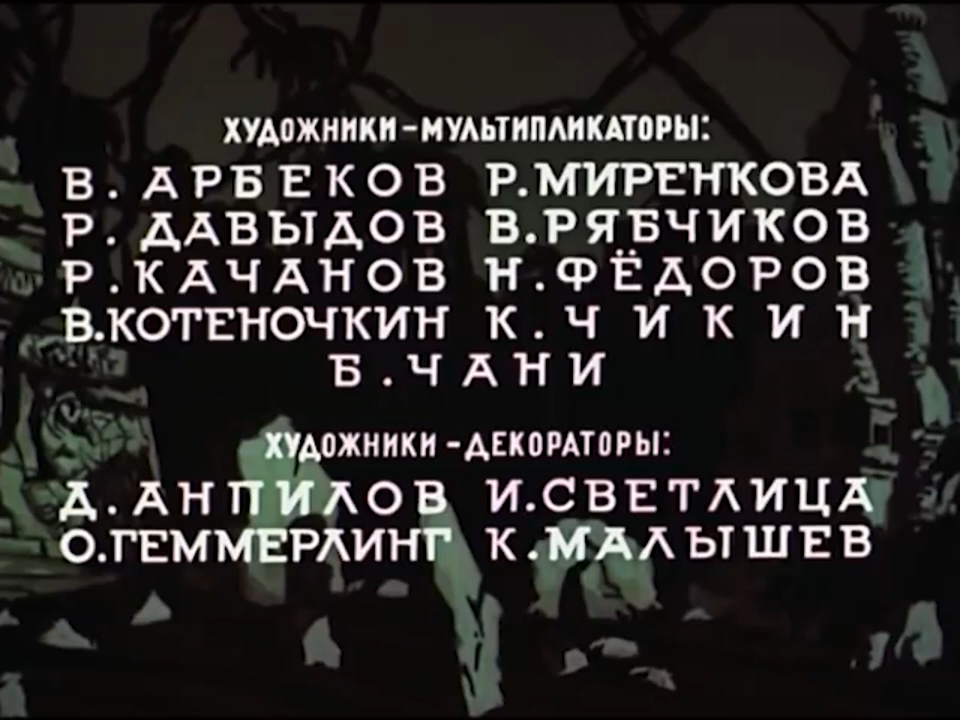 ХУДОЖНИКИ-МУЛЬТИПЛИКАТОРЫ:
В. АРБЕКОВ Р. МИРЕНКОВА
Р. ДАВЫДОВ В. РЯБЧИКОВ
Р. КАЧАНОВ Н. ФЁДОРОВ
В. КОТЕНОЧКИН К. ЧИКИН
Б. ЧАНИ
ХУДОЖНИКИ-ДЕКОРАТОРЫ:
Д. АНПИЛОВ И. СВЕТЛИЦА
О. ГЕММЕРЛИНГ К. МАЛЫШЕВ